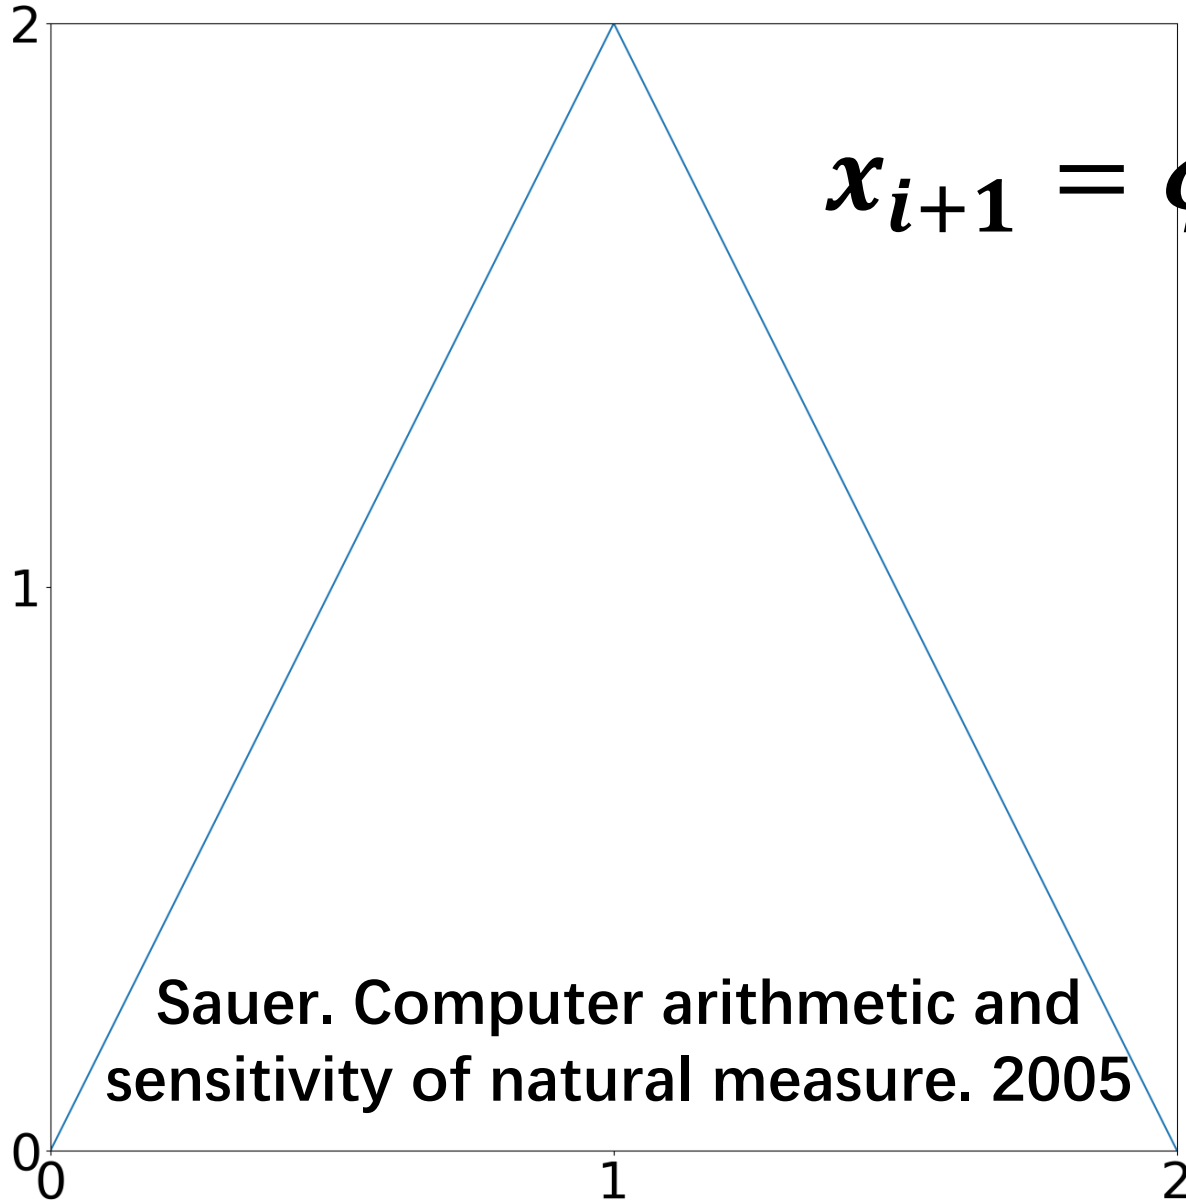 2
x_{i+1} =
1
Sauer. Computer arithmetic and
sensitivity of natural measure. 2005
0
0 1 2